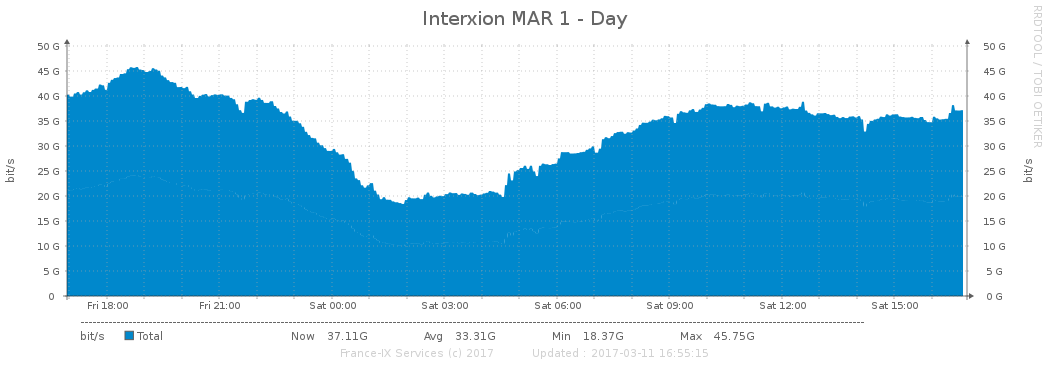 Interxion MAR 1 - Day
RRDTOOL / TOBI OETIKER
bit/s
50 G 50 G
45 G 45 G
40 G 40 G
35 G 35 G
30 G 30 G
25 G 25 G
20 G 20 G
15 G 15 G
10 G 10 G
5 G 5 G
0 0 G
bit/s
Fri 18:00 Fri 21:00 Sat 00:00 Sat 03:00 Sat 06:00 Sat 09:00 Sat 12:00 Sat 15:00
bit/s Total Now 37.11G Avg 33.31G Min 18.37G Max 45.75G
France-IX Services (c) 2017 Updated : 2017-03-11 16:55:15